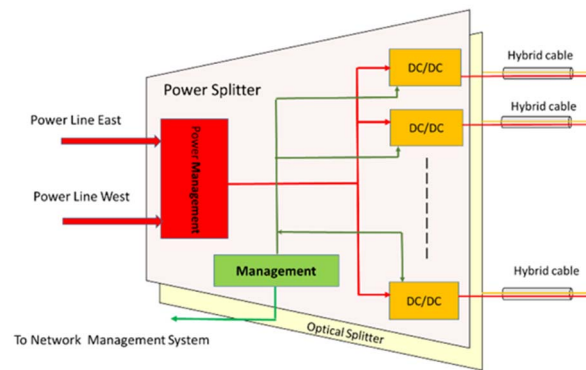 Hybrid cable
DC/DC
Power Splitter
Hybrid cable
Power Line East
DC/DC
Power Management
Power Line West
Management
Hybrid cable
DC/DC
Optical Splitter
To Network Management System